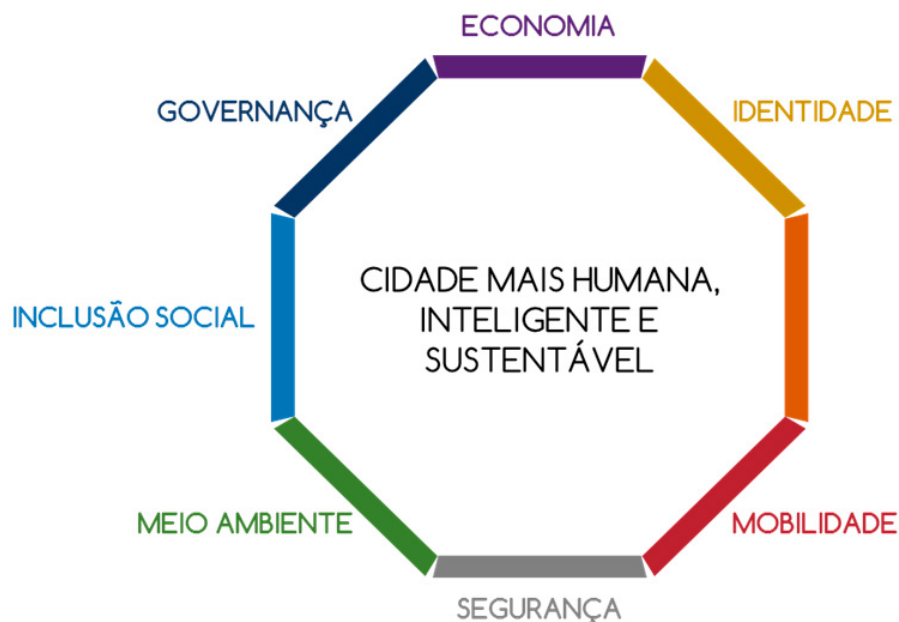 ECONOMIA
GOVERNANÇA
IDENTIDADE
CIDADE MAIS HUMANA,
INTELIGENTE E
SUSTENTÁVEL
INCLUSÃO SOCIAL
MEIO AMBIENTE
MOBILIDADE
SEGURANÇA